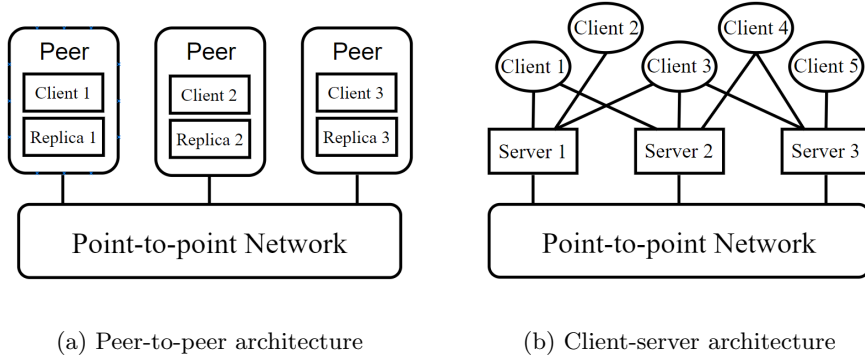 Peer
Client 1
Replica 1
Peer
Client 2
Replica 2
Peer
Client 3
Replica 3
Point-to-point Network
(a) Peer-to-peer architecture
Client 2
Client 4
Client 1
Client 3
Client 5
Server 1
Server 2
Server 3
Point-to-point Network
(b) Client-server architecture